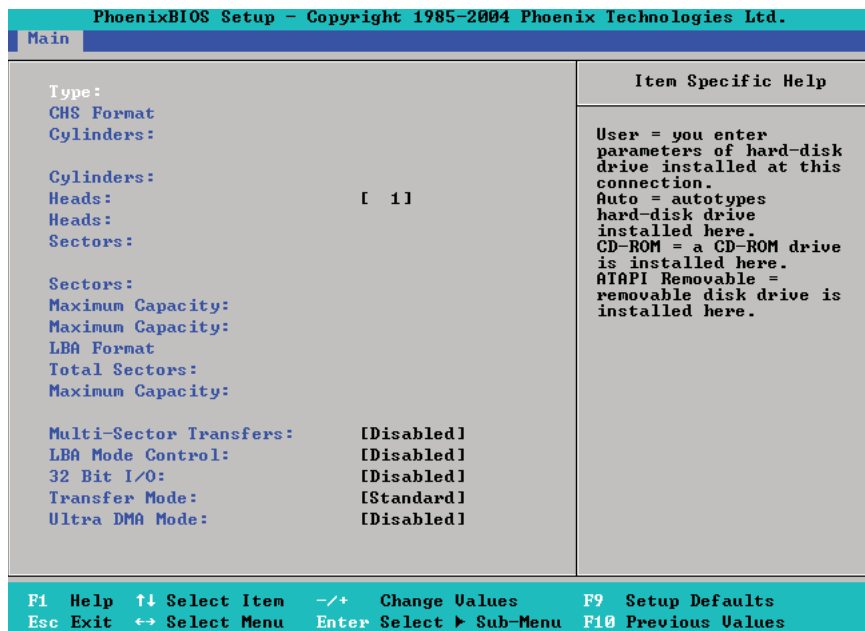 PhoenixBIOS Setup - Copyright 1985-2004 Phoenix Technologies Ltd.
Main
Type:
CHS Format
Cylinders:
Cylinders:
Heads: [ 1]
Heads:
Sectors:
Sectors:
Maximum Capacity:
Maximum Capacity:
LBA Format
Total Sectors:
Maximum Capacity:
Multi-Sector Transfers: [Disabled]
LBA Mode Control: [Disabled]
32 Bit I/O: [Disabled]
Transfer Mode: [Standard]
Ultra DMA Mode: [Disabled]
Item Specific Help
User = you enter
parameters of hard-disk
drive installed at this
connection.
Auto = autotypes
hard-disk drive
installed here.
CD-ROM = a CD-ROM drive
is installed here.
ATAPI Removable =
removable disk drive is
installed here.
F1 Help ↑↓ Select Item -/+ Change Values F9 Setup Defaults
Esc Exit ↔ Select Menu Enter Select ▶ Sub-Menu F10 Previous Values